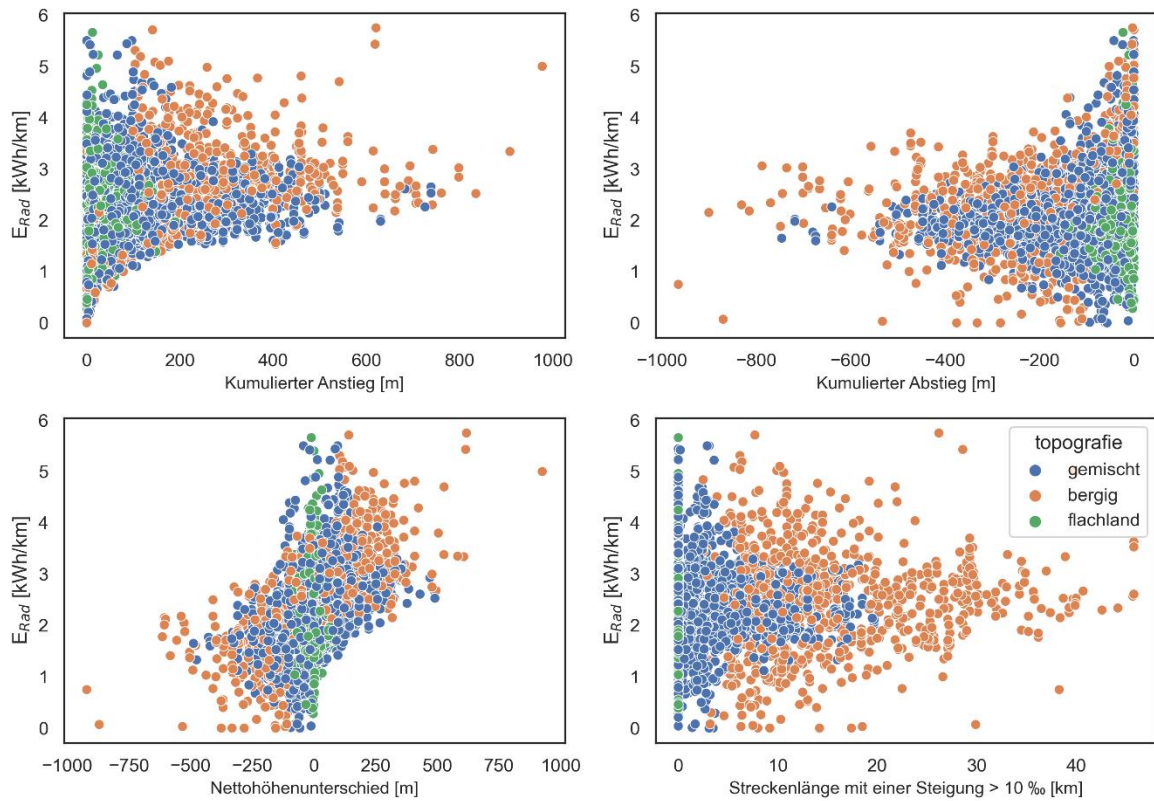 6
5
4
3
2
1
0
E_Rad [kWh/km]
0 200 400 600 800 1000
Kumulierter Anstieg [m]
6
5
4
3
2
1
0
E_Rad [kWh/km]
−1000 −800 −600 −400 −200 0
Kumulierter Abstieg [m]
6
5
4
3
2
1
0
E_Rad [kWh/km]
−1000 −750 −500 −250 0 250 500 750 1000
Nettohöhenunterschied [m]
6
5
4
3
2
1
0
E_Rad [kWh/km]
topografie
gemischt
bergig
flachland
0 10 20 30 40
Streckenlänge mit einer Steigung > 10 ‰ [km]